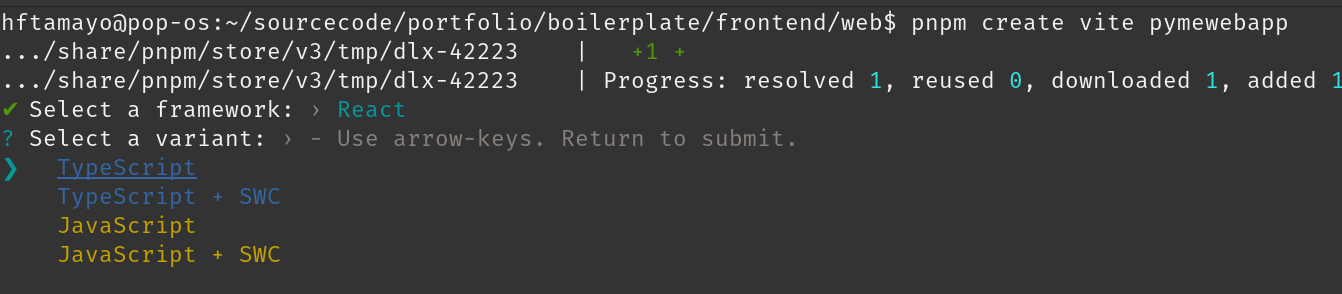 hftamayo@pop-os:~/sourcecode/portfolio/boilerplate/frontend/web$ pnpm create vite pymewebapp
.../share/pnpm/store/v3/tmp/dlx-42223    |   +1 +
.../share/pnpm/store/v3/tmp/dlx-42223    | Progress: resolved 1, reused 0, downloaded 1, added 1
✔ Select a framework: › React
? Select a variant: › - Use arrow-keys. Return to submit.
❯   TypeScript
    TypeScript + SWC
    JavaScript
    JavaScript + SWC